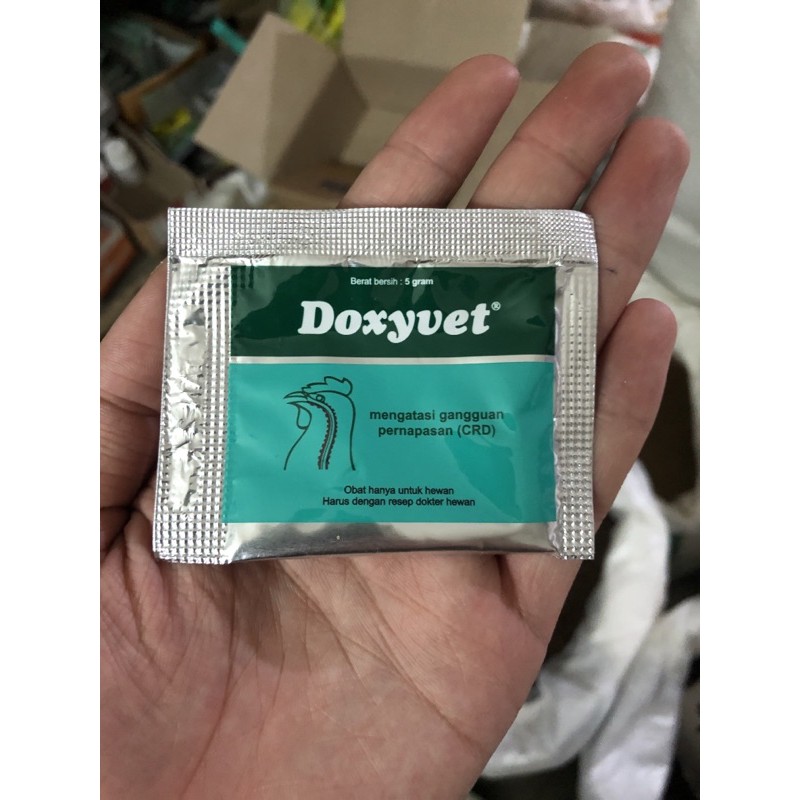 Berat bersih : 5 gram
Doxyvet®
mengatasi gangguan
pernapasan (CRD)
Obat hanya untuk hewan
Harus dengan resep dokter hewan